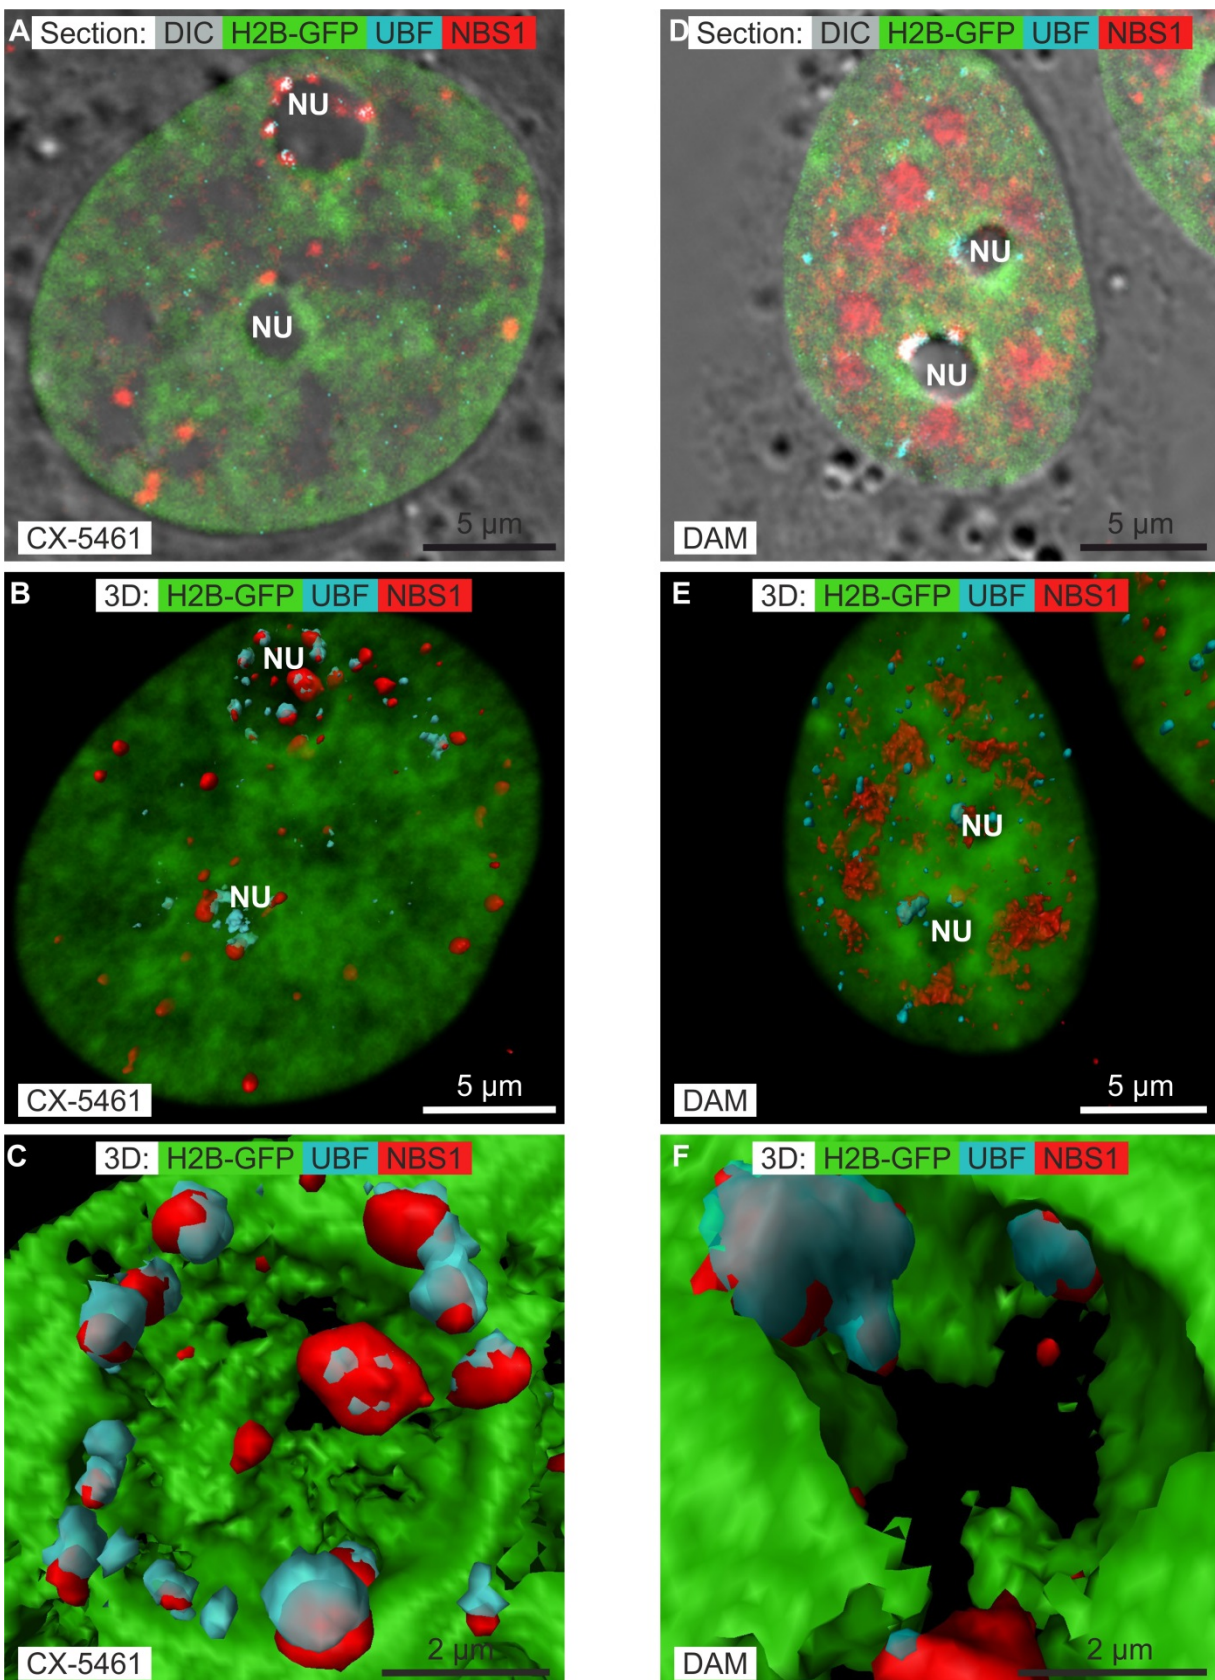 A Section: DIC H2B-GFP UBF NBS1
NU
NU
CX-5461
5 µm
D Section: DIC H2B-GFP UBF NBS1
NU
NU
DAM
5 µm
B 3D: H2B-GFP UBF NBS1
NU
NU
CX-5461
5 µm
E 3D: H2B-GFP UBF NBS1
NU
NU
DAM
5 µm
C 3D: H2B-GFP UBF NBS1
CX-5461
2 µm
F 3D: H2B-GFP UBF NBS1
DAM
2 µm